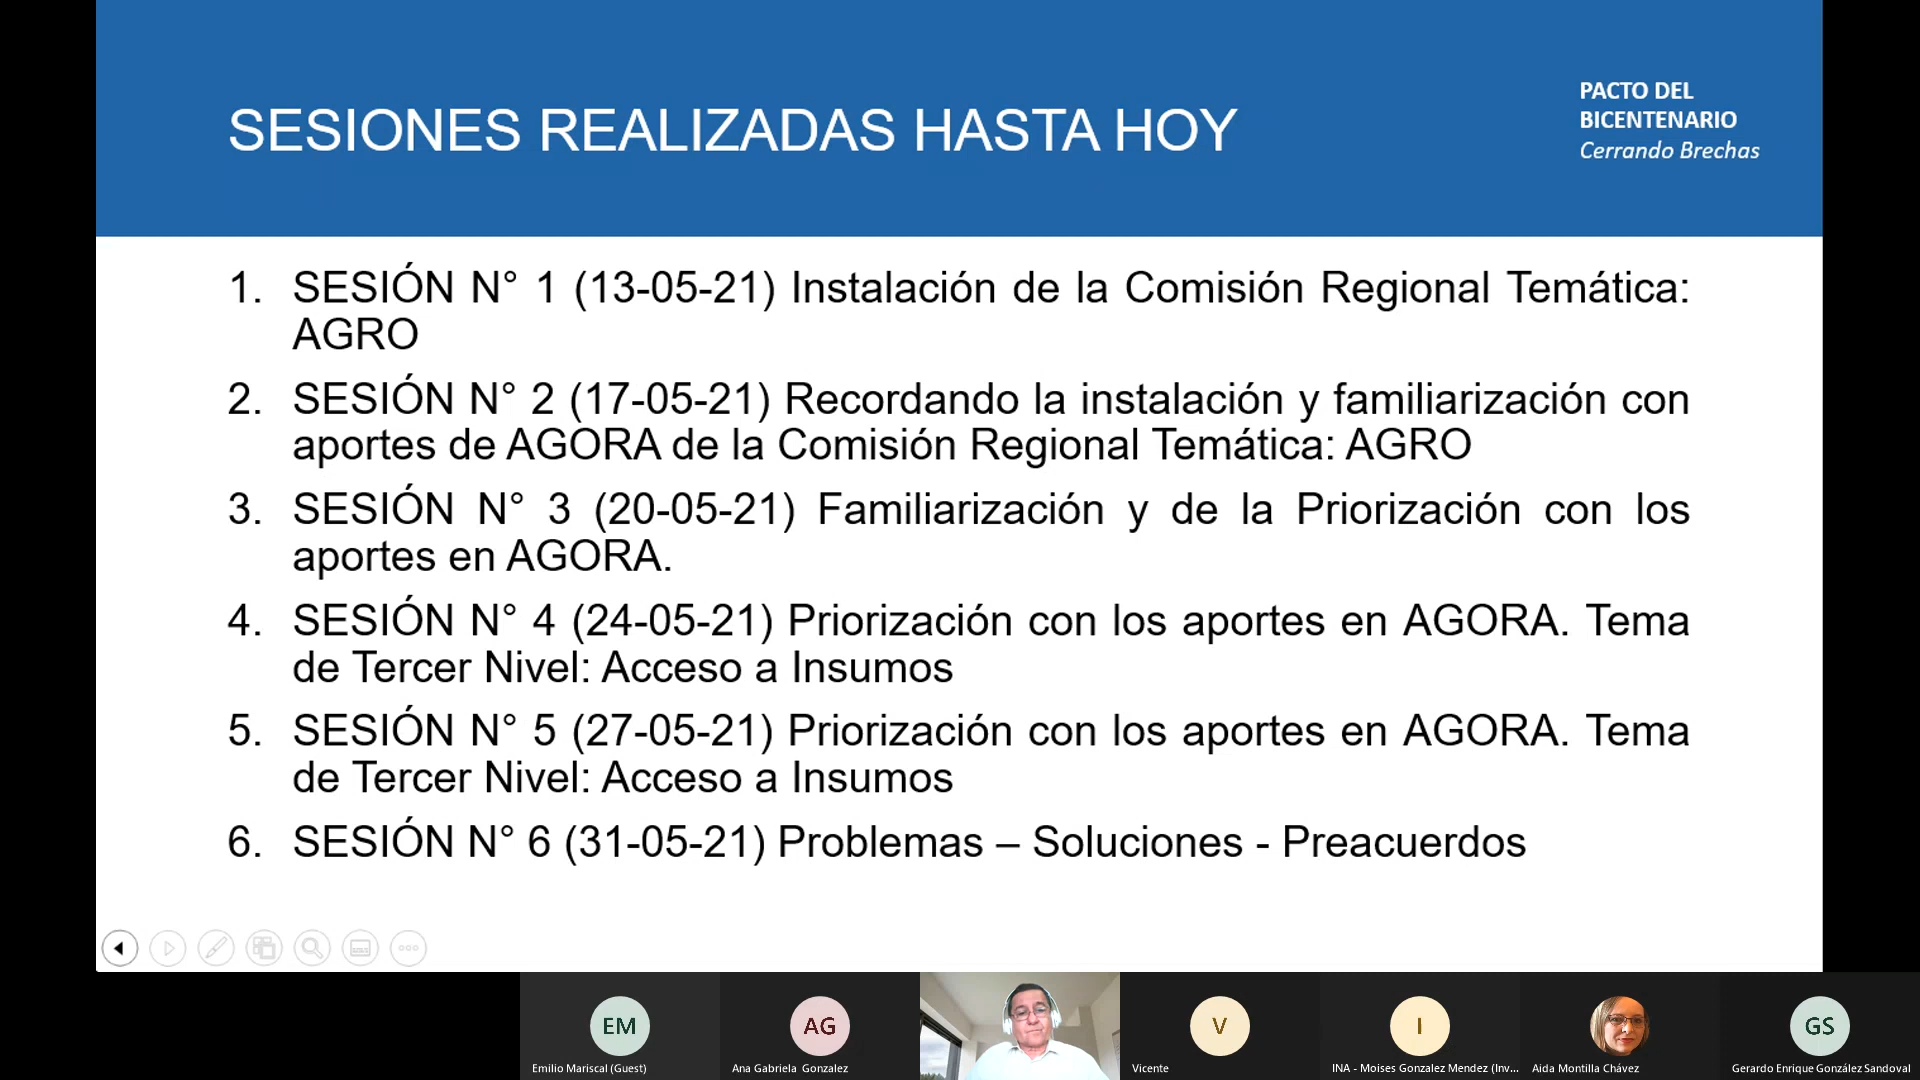 SESIONES REALIZADAS HASTA HOY
PACTO DEL
BICENTENARIO
Cerrando Brechas
1. SESIÓN N° 1 (13-05-21) Instalación de la Comisión Regional Temática:
AGRO
2. SESIÓN N° 2 (17-05-21) Recordando la instalación y familiarización con
aportes de AGORA de la Comisión Regional Temática: AGRO
3. SESIÓN N° 3 (20-05-21) Familiarización y de la Priorización con los
aportes en AGORA.
4. SESIÓN N° 4 (24-05-21) Priorización con los aportes en AGORA. Tema
de Tercer Nivel: Acceso a Insumos
5. SESIÓN N° 5 (27-05-21) Priorización con los aportes en AGORA. Tema
de Tercer Nivel: Acceso a Insumos
6. SESIÓN N° 6 (31-05-21) Problemas – Soluciones - Preacuerdos
EM
AG
V
I
GS
Emilio Mariscal (Guest)
Ana Gabriela Gonzalez
Vicente
INA - Moises Gonzalez Mendez (Inv...
Aida Montilla Chávez
Gerardo Enrique González Sandoval